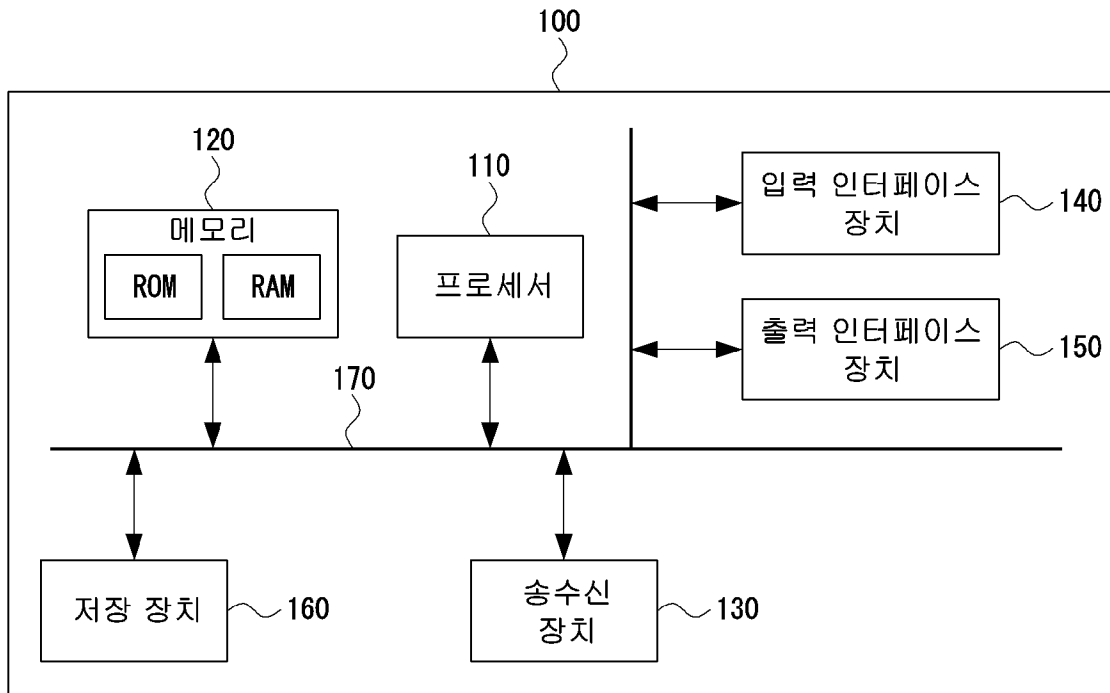 100
120
메모리
ROM
RAM
110
프로세서
입력 인터페이스
장치
140
출력 인터페이스
장치
150
170
저장 장치
160
송수신
장치
130